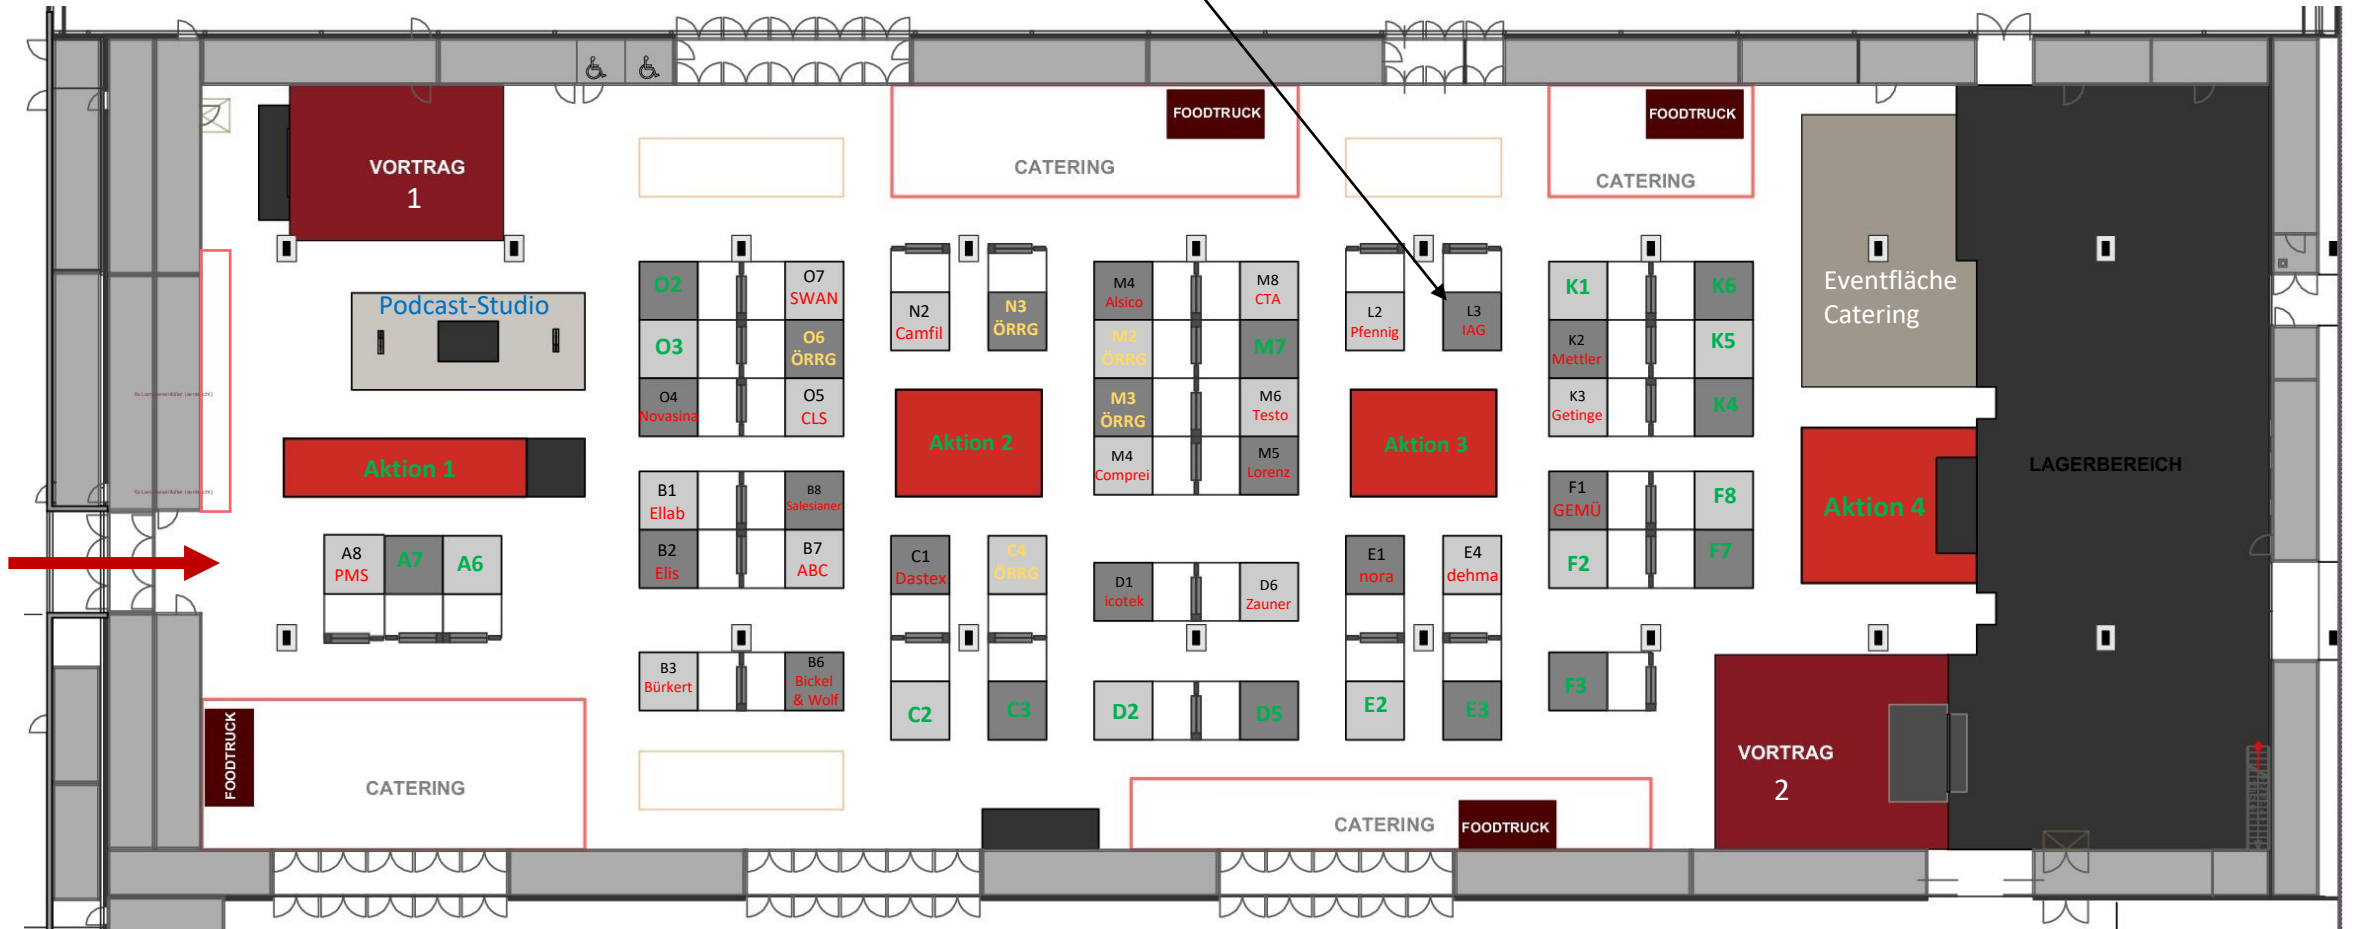 FOODTRUCK
FOODTRUCK
VORTRAG
1
CATERING
CATERING
Podcast-Studio
Eventfläche
Catering
O2
O7
SWAN
N2
Camfil
N3
ÖRRG
M4
Alsico
M8
CTA
L2
Pfennig
L3
IAG
K1
K6
O3
O6
ÖRRG
M2
ÖRRG
M7
K2
Mettler
K5
O4
Novasina
O5
CLS
M3
ÖRRG
M6
Testo
K3
Getinge
K4
Aktion 1
Aktion 2
M4
Comprei
M5
Lorenz
Aktion 3
LAGERBEREICH
B1
Ellab
B8
Salesianer
F1
GEMÜ
F8
Aktion 4
A8
PMS
A7
A6
B2
Elis
B7
ABC
C1
Dastex
C4
ÖRRG
D1
icotek
D6
Zauner
E1
nora
E4
dehma
F2
F7
B3
Bürkert
B6
Bickel
& Wolf
C2
C3
D2
D5
E2
E3
F3
FOODTRUCK
CATERING
VORTRAG
2
CATERING
FOODTRUCK